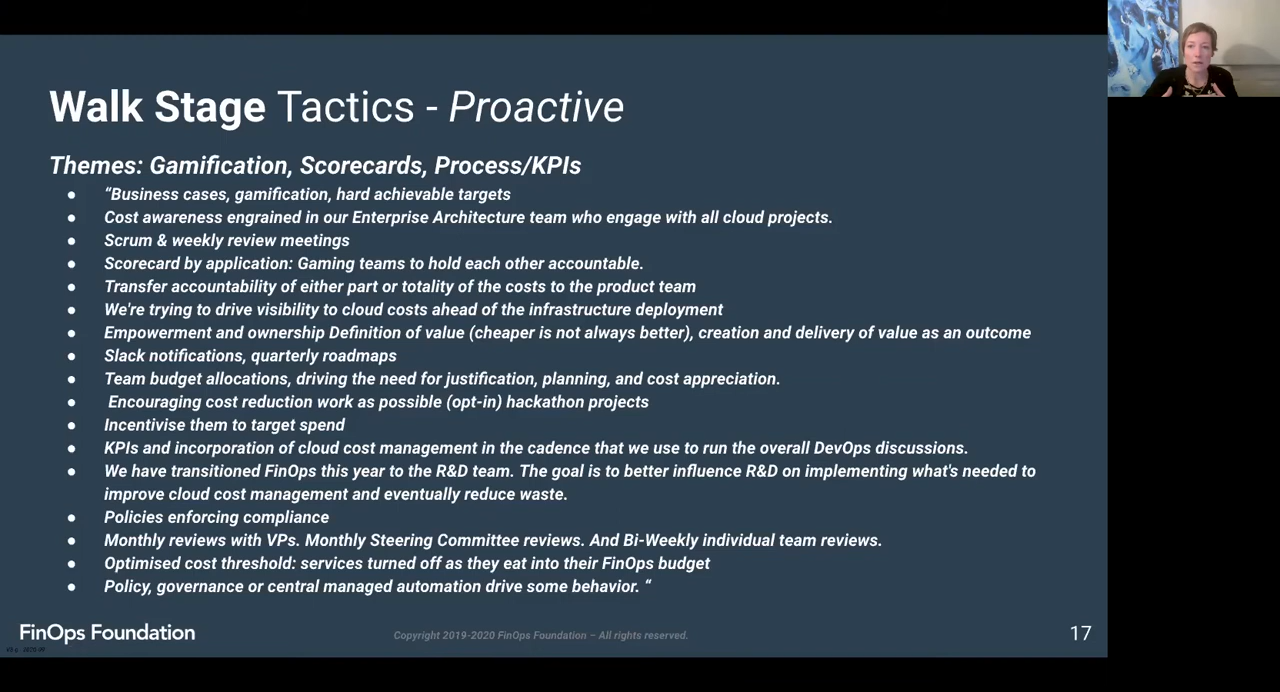 Walk Stage Tactics - Proactive
Themes: Gamification, Scorecards, Process/KPIs
● “Business cases, gamification, hard achievable targets
● Cost awareness engrained in our Enterprise Architecture team who engage with all cloud projects.
● Scrum & weekly review meetings
● Scorecard by application: Gaming teams to hold each other accountable.
● Transfer accountability of either part or totality of the costs to the product team
● We're trying to drive visibility to cloud costs ahead of the infrastructure deployment
● Empowerment and ownership Definition of value (cheaper is not always better), creation and delivery of value as an outcome
● Slack notifications, quarterly roadmaps
● Team budget allocations, driving the need for justification, planning, and cost appreciation.
● Encouraging cost reduction work as possible (opt-in) hackathon projects
● Incentivise them to target spend
● KPIs and incorporation of cloud cost management in the cadence that we use to run the overall DevOps discussions.
● We have transitioned FinOps this year to the R&D team. The goal is to better influence R&D on implementing what's needed to
improve cloud cost management and eventually reduce waste.
● Policies enforcing compliance
● Monthly reviews with VPs. Monthly Steering Committee reviews. And Bi-Weekly individual team reviews.
● Optimised cost threshold: services turned off as they eat into their FinOps budget
● Policy, governance or central managed automation drive some behavior. “
FinOps Foundation
Copyright 2019-2020 FinOps Foundation – All rights reserved.
17